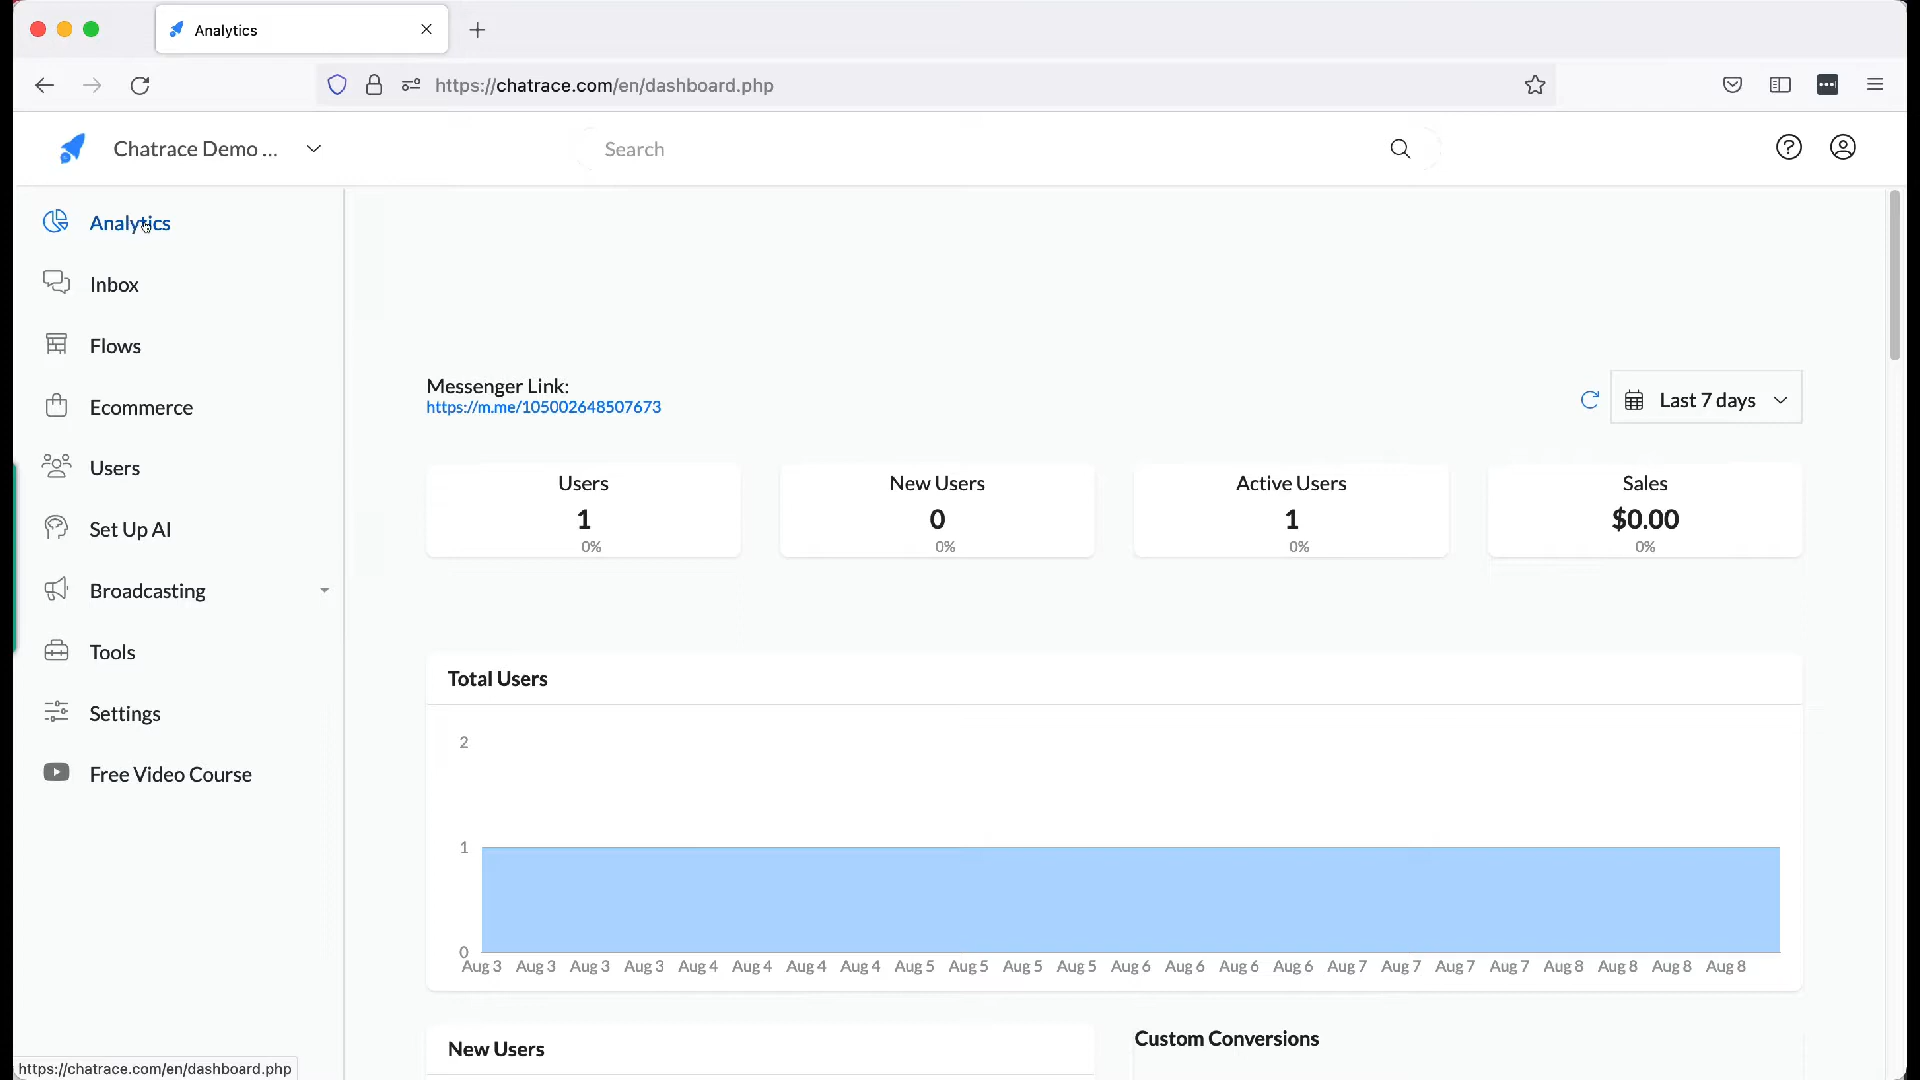 Analytics
https://chatrace.com/en/dashboard.php
Chatrace Demo ...
Search
Analytics
Inbox
Flows
Ecommerce
Users
Set Up AI
Broadcasting
Tools
Settings
Free Video Course
Messenger Link:
https://m.me/105002648507673
Last 7 days
Users
1
0%
New Users
0
0%
Active Users
1
0%
Sales
$0.00
0%
Total Users
2
1
0
Aug 3 Aug 3 Aug 3 Aug 3 Aug 4 Aug 4 Aug 4 Aug 4 Aug 5 Aug 5 Aug 5 Aug 5 Aug 6 Aug 6 Aug 6 Aug 6 Aug 7 Aug 7 Aug 7 Aug 7 Aug 8 Aug 8 Aug 8 Aug 8
New Users
Custom Conversions
https://chatrace.com/en/dashboard.php